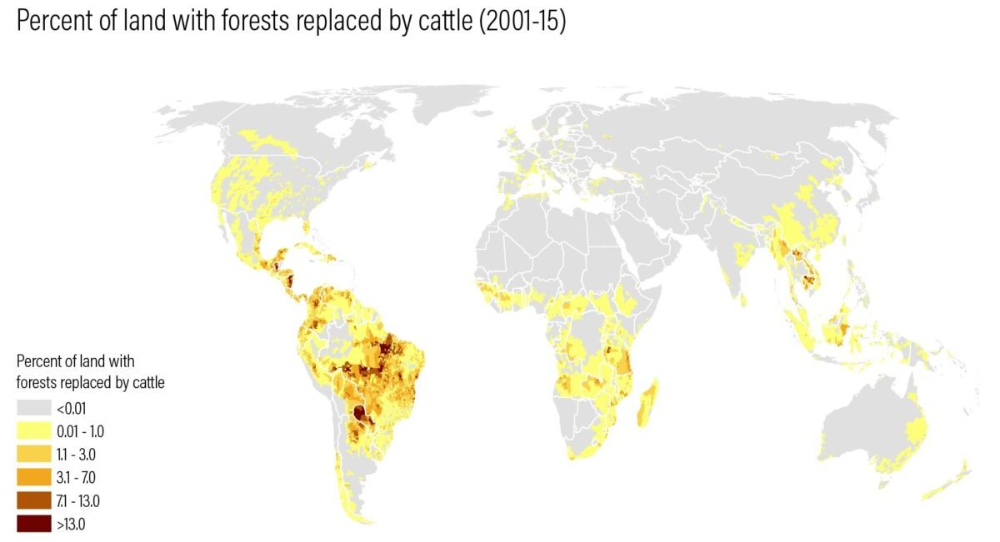 Percent of land with forests replaced by cattle (2001-15)
Percent of land with
forests replaced by cattle
<0.01
0.01 - 1.0
1.1 - 3.0
3.1 - 7.0
7.1 - 13.0
>13.0